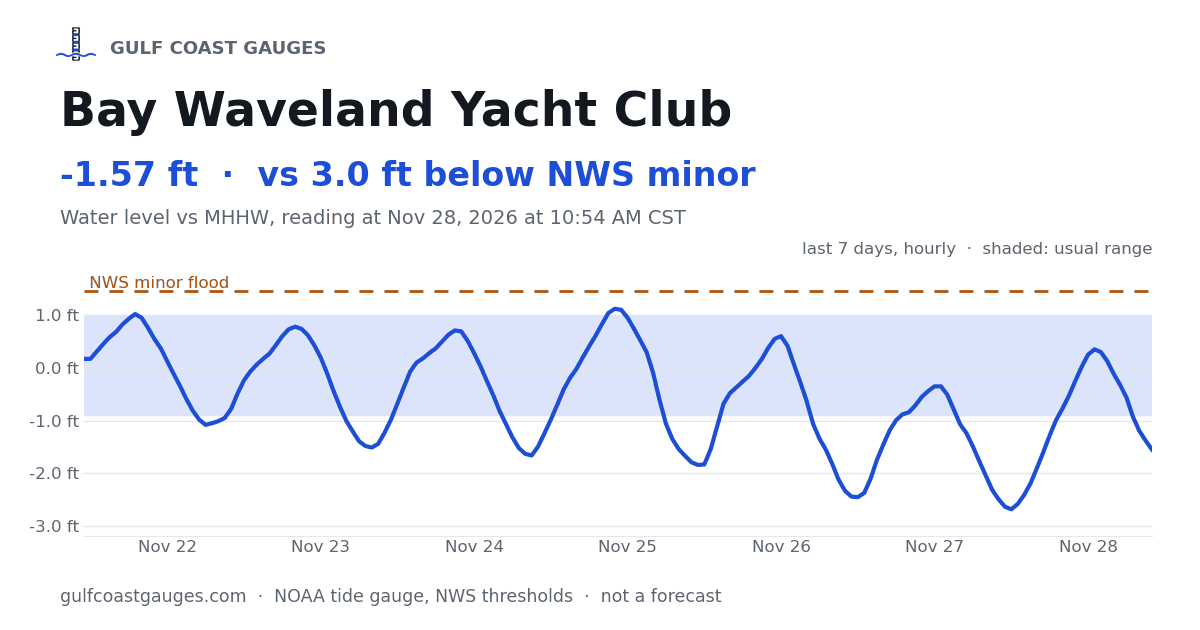 GULF COAST GAUGES
Bay Waveland Yacht Club
-1.57 ft · vs 3.0 ft below NWS minor
Water level vs MHHW, reading at Nov 28, 2026 at 10:54 AM CST
last 7 days, hourly · shaded: usual range
NWS minor flood
1.0 ft
0.0 ft
-1.0 ft
-2.0 ft
-3.0 ft
Nov 22 Nov 23 Nov 24 Nov 25 Nov 26 Nov 27 Nov 28
gulfcoastgauges.com · NOAA tide gauge, NWS thresholds · not a forecast